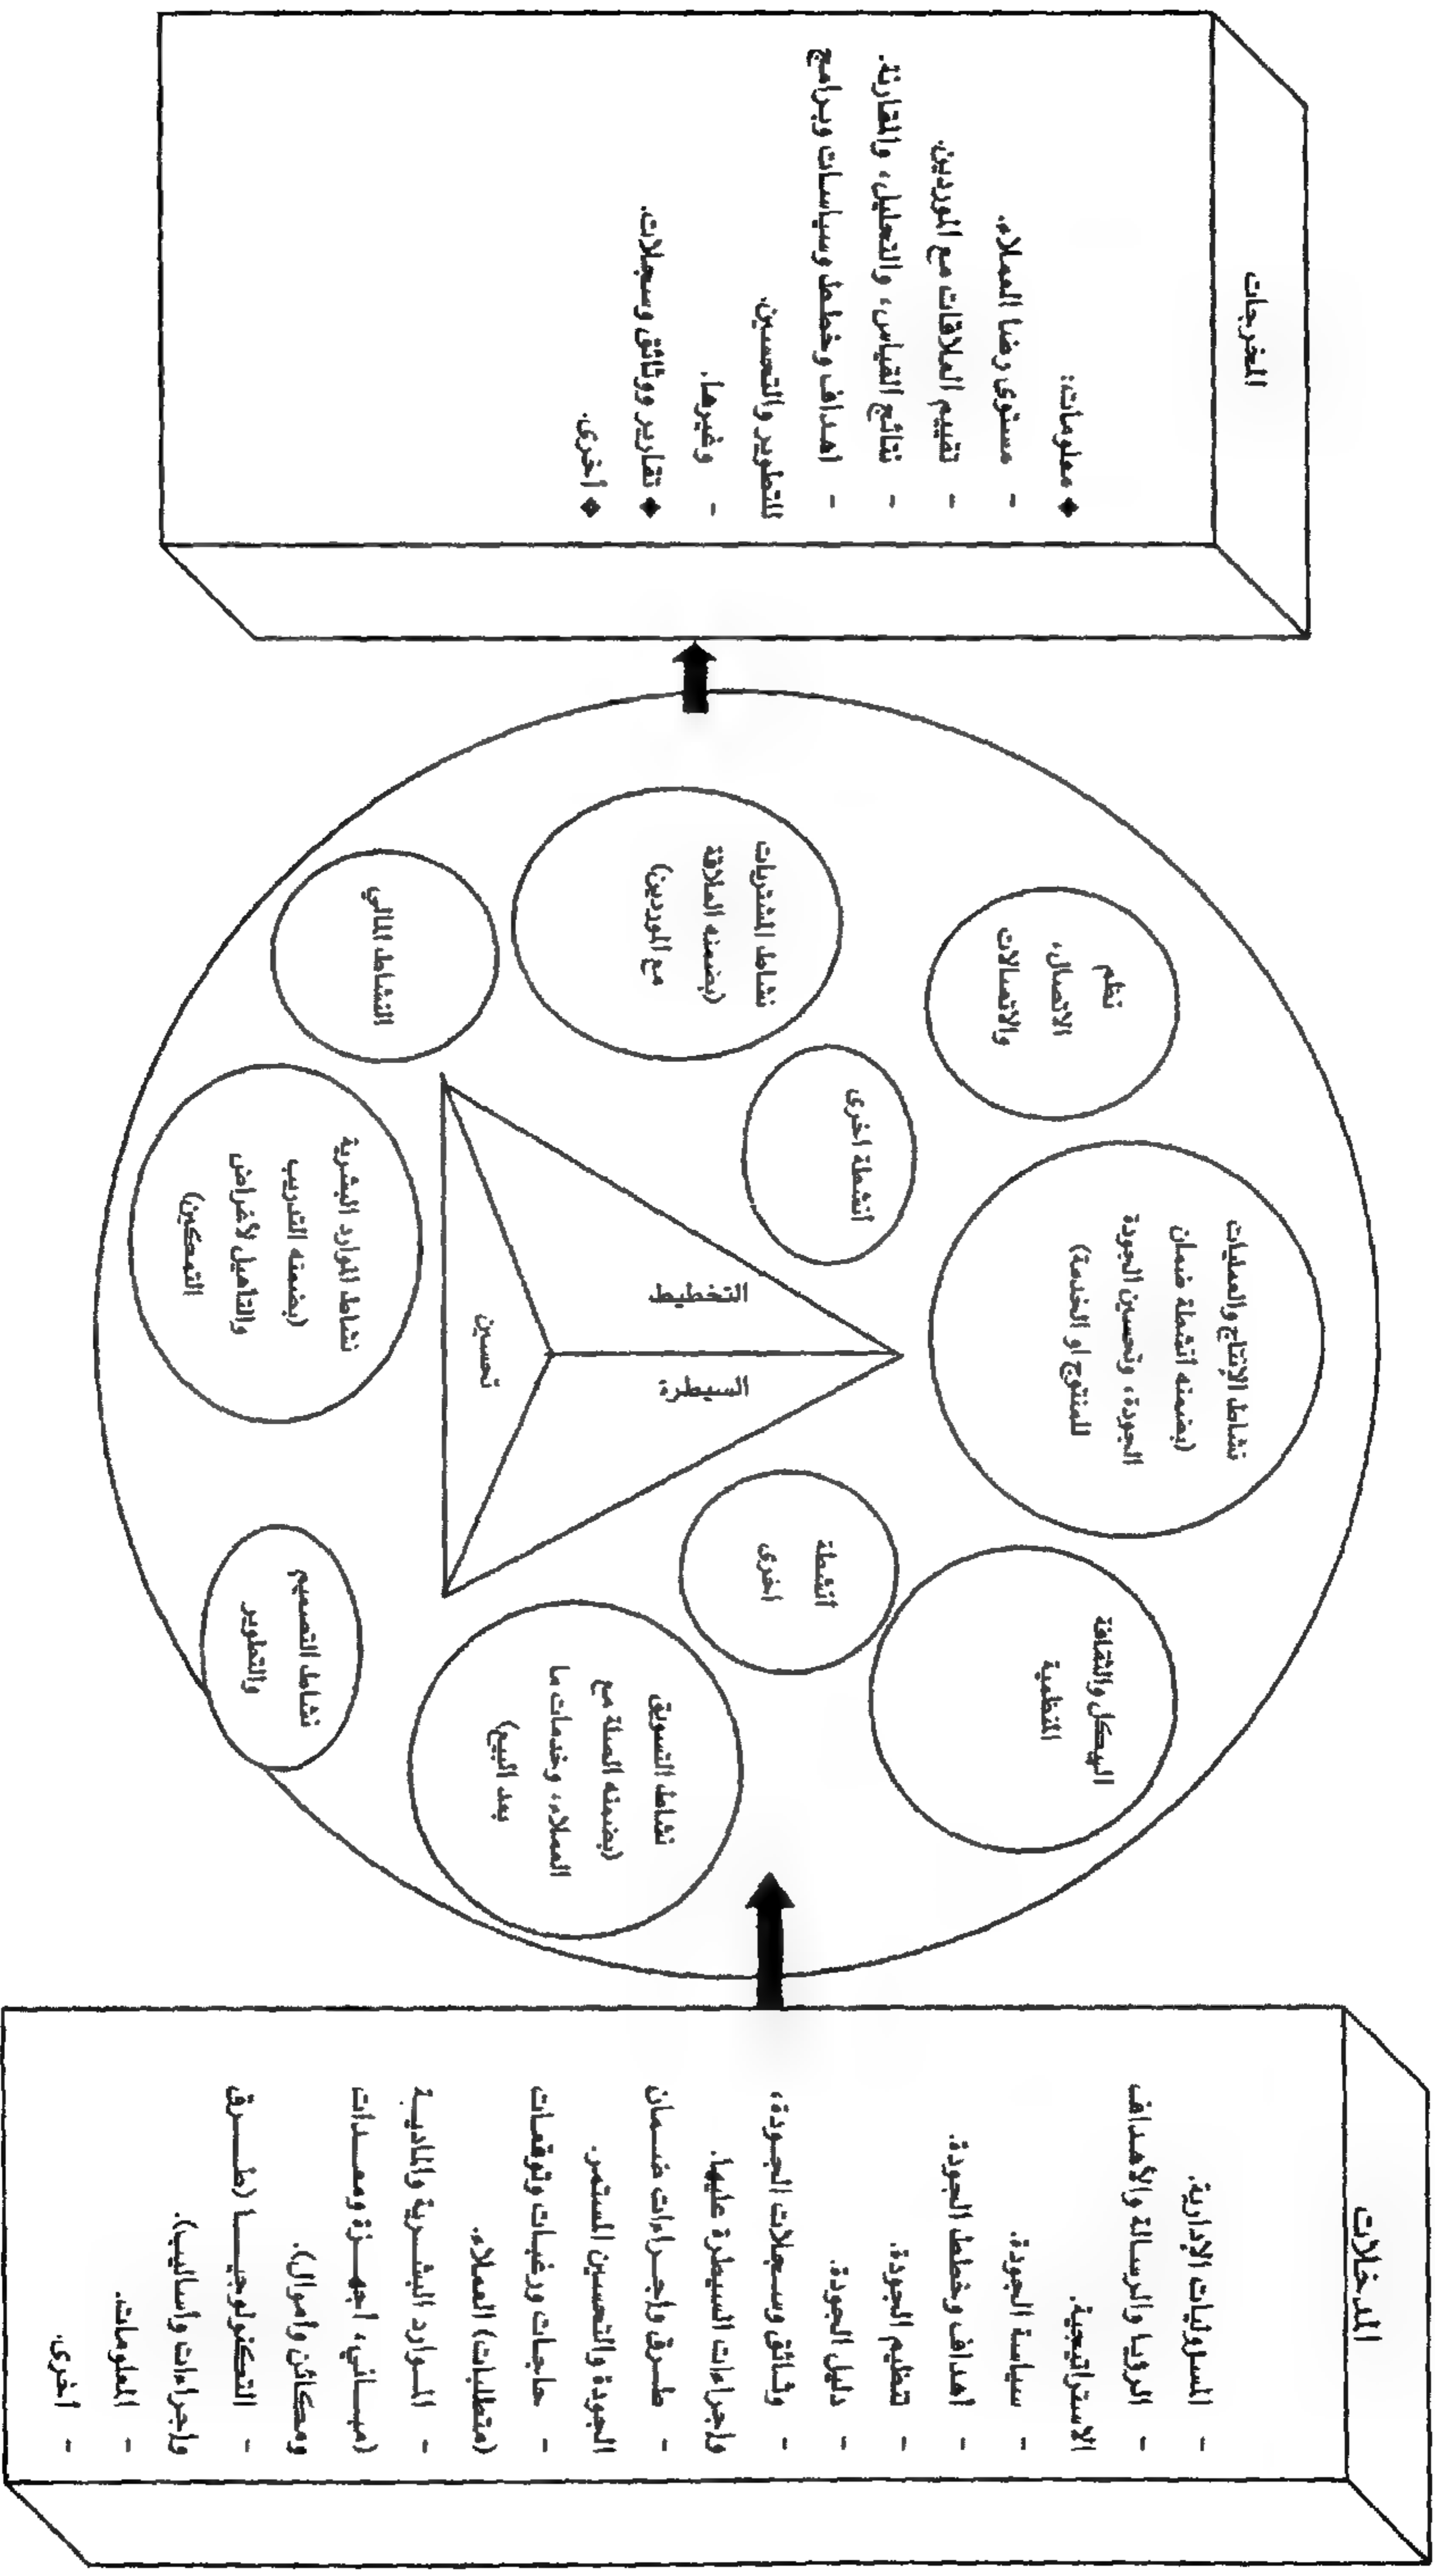 المدخلات
- المسؤوليات الإدارية.
- الرؤيا والرسالة والأهداف
الاستراتيجية.
- سياسة الجودة.
- أهداف وخطط الجودة.
- تنظيم الجودة.
- دليل الجودة.
- وثائق وسجلات الجودة،
وإجراءات السيطرة عليها.
- طرق وإجراءات ضمان
الجودة والتحسين المستمر.
- حاجات ورغبات وتوقعات
(متطلبات) العملاء.
- الموارد البشرية والمادية
(مباني، أجهزة ومعدات
ومكائن وأموال).
- التكنولوجيا (طرق
وإجراءات وأساليب).
- المعلومات.
- أخرى.
الهيكل والثقافة
المنظمية
أنشطة
أخرى
نشاط التسويق
(بضمنه الصلة مع
العملاء، وخدمات ما
بعد البيع)
نشاط التصميم
والتطوير
نشاط الإنتاج والعمليات
(بضمنه أنشطة ضمان
الجودة، وتحسين الجودة
للمنتوج أو الخدمة)
السيطرة
التخطيط
تحسين
نشاط الموارد البشرية
(بضمنه التدريب
والتأهيل لأغراض
التمكين)
نظم
الاتصال،
والاتصالات
أنشطة أخرى
نشاط المشتريات
(بضمنه العلاقة
مع الموردين)
النشاط المالي
المخرجات
◆ معلومات:
- مستوى رضا العملاء.
- تقييم العلاقات مع الموردين.
- نتائج القياس، والتحليل، والمقارنة.
- أهداف وخطط وسياسات وبرامج
للتطوير والتحسين.
- وغيرها.
◆ تقارير ووثائق وسجلات.
◆ أخرى.